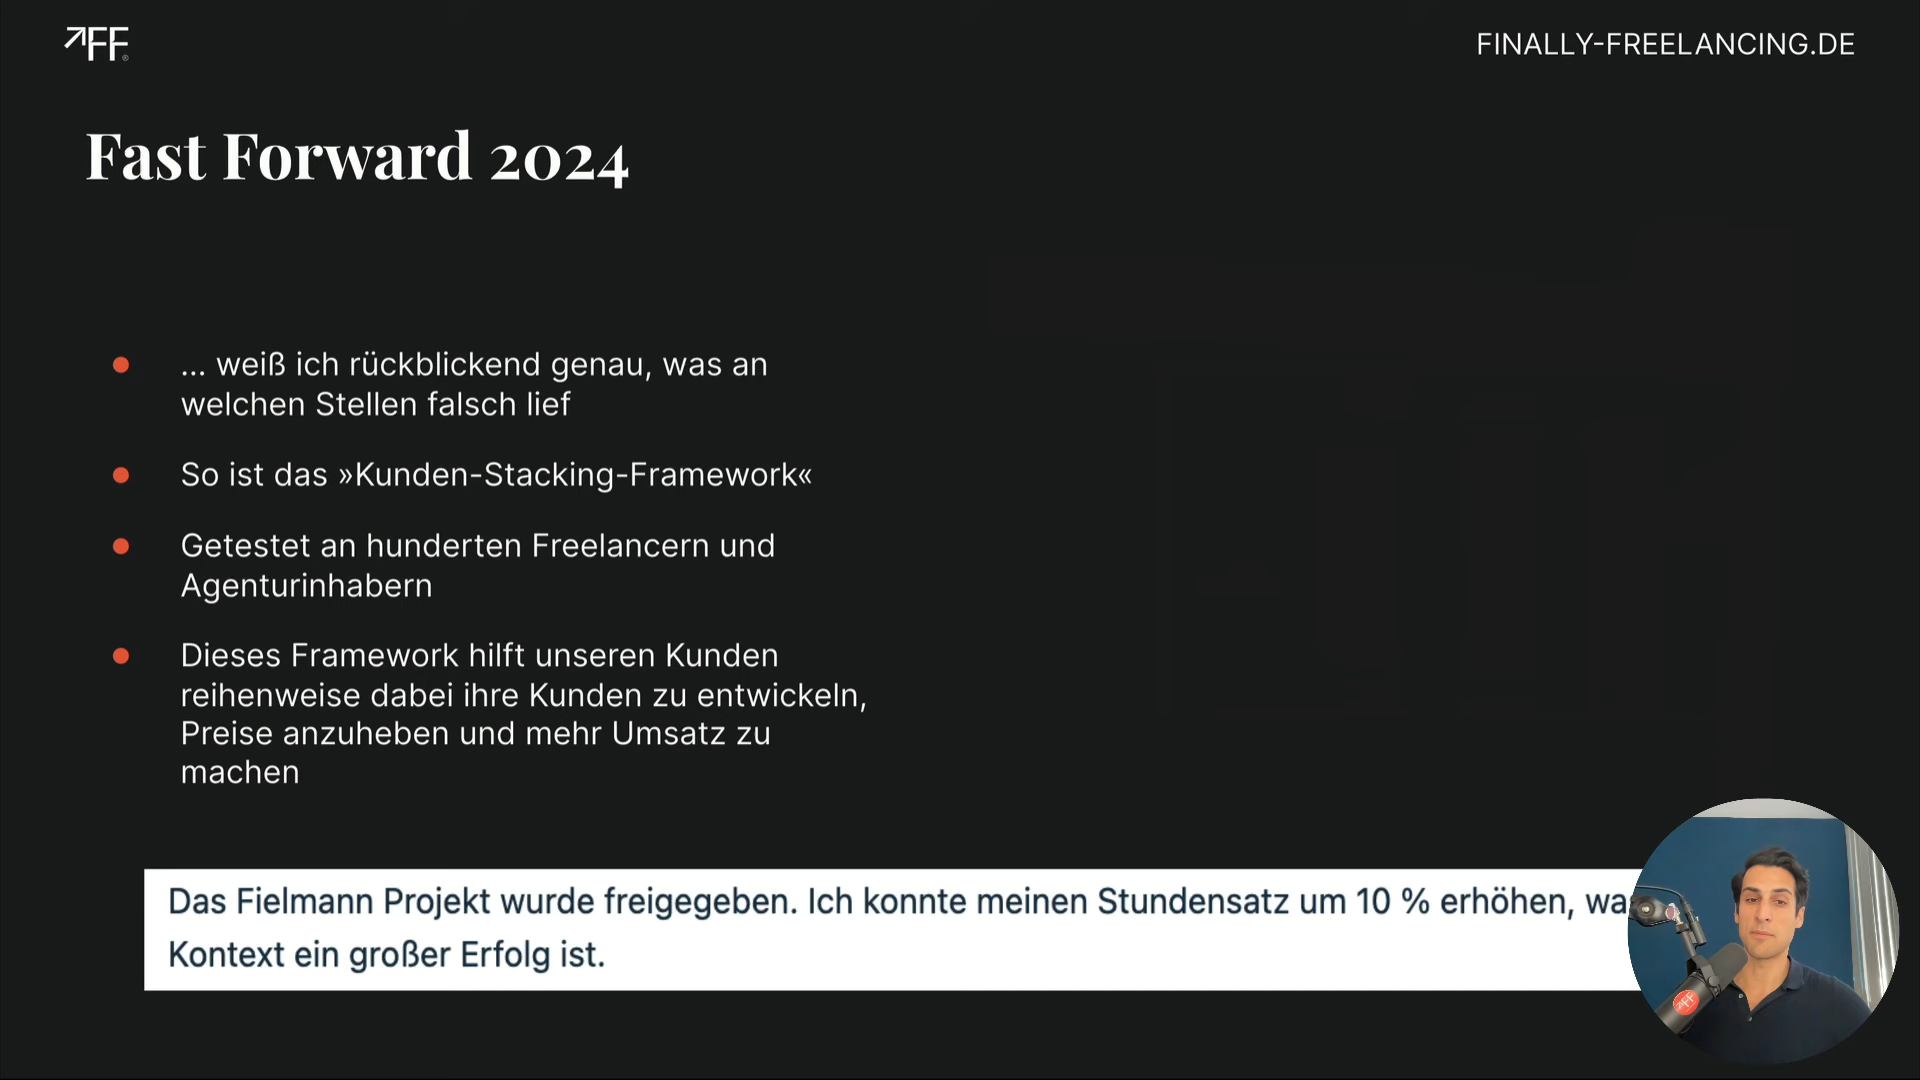 FF
FINALLY-FREELANCING.DE
Fast Forward 2024
... weiß ich rückblickend genau, was an
welchen Stellen falsch lief
So ist das »Kunden-Stacking-Framework«
Getestet an hunderten Freelancern und
Agenturinhabern
Dieses Framework hilft unseren Kunden
reihenweise dabei ihre Kunden zu entwickeln,
Preise anzuheben und mehr Umsatz zu
machen
Das Fielmann Projekt wurde freigegeben. Ich konnte meinen Stundensatz um 10 % erhöhen,
Kontext ein großer Erfolg ist.
FF